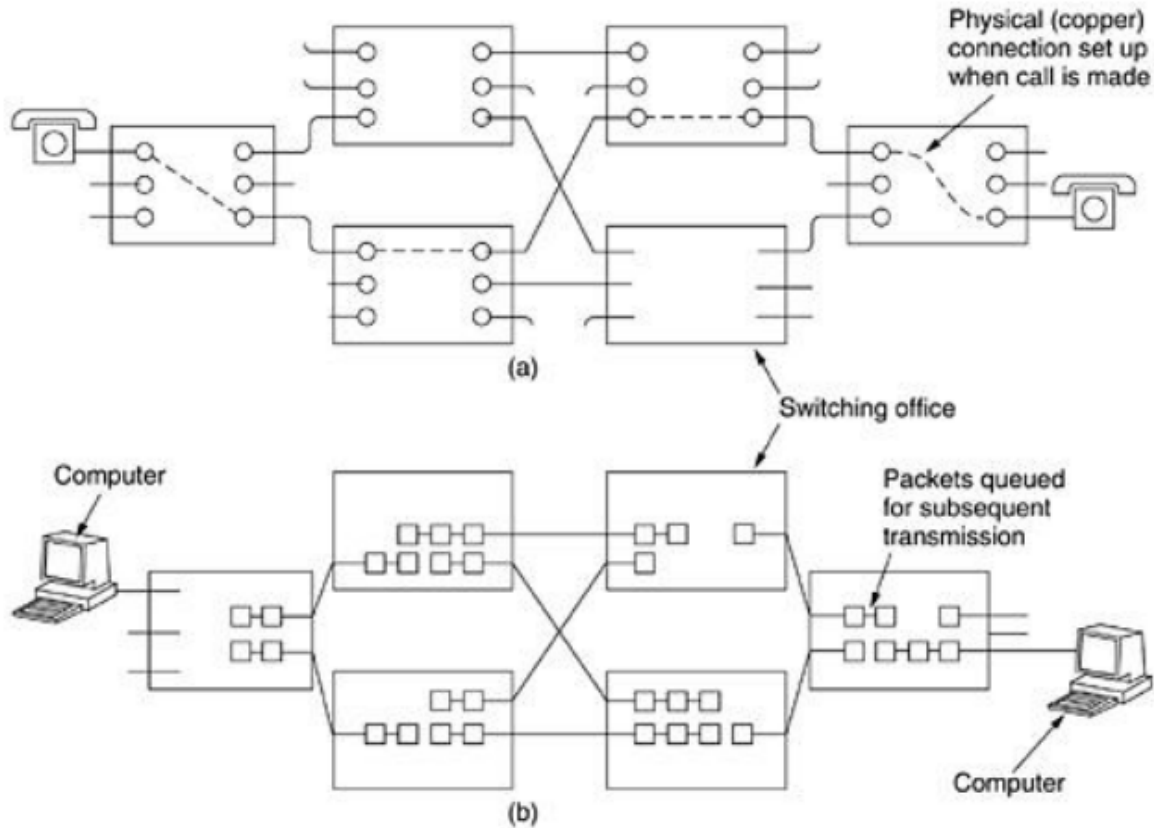 Physical (copper)
connection set up
when call is made
(a)
Switching office
Computer
Packets queued
for subsequent
transmission
Computer
(b)